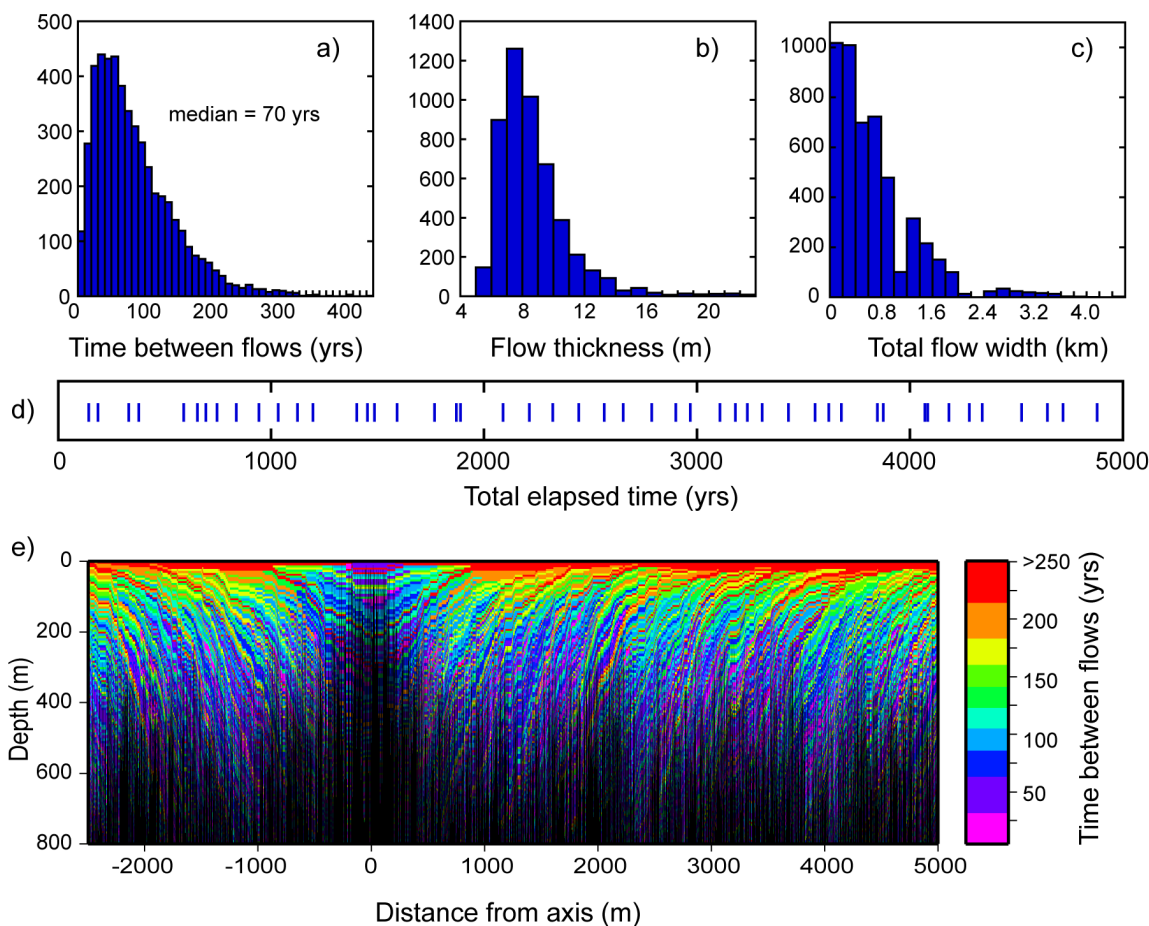 500
400
300
200
100
0
a)
median = 70 yrs
0 100 200 300 400
Time between flows (yrs)
1400
1200
1000
800
600
400
200
0
b)
4 8 12 16 20
Flow thickness (m)
1000
800
600
400
200
0
c)
0 0.8 1.6 2.4 3.2 4.0
Total flow width (km)
d)
0 1000 2000 3000 4000 5000
Total elapsed time (yrs)
e)
0
200
400
600
800
Depth (m)
-2000 -1000 0 1000 2000 3000 4000 5000
Distance from axis (m)
>250
200
150
100
50
Time between flows (yrs)